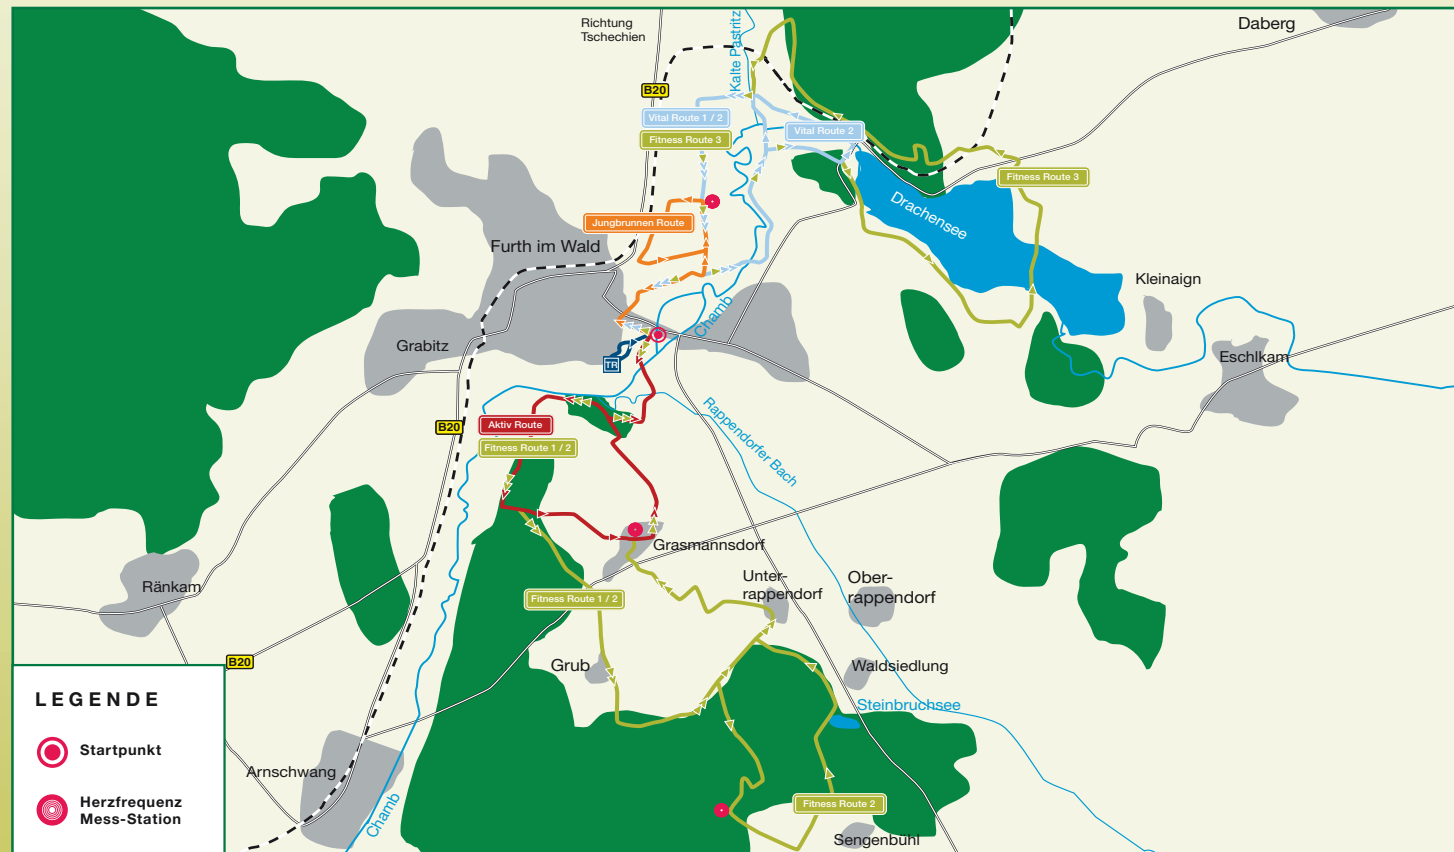 Richtung
Tschechien
Kalte Pastritz
Daberg
B20
Vital Route 1 / 2
Fitness Route 3
Vital Route 2
Fitness Route 3
Drachensee
Jungbrunnen Route
Furth im Wald
Kleinaign
Chamb
Grabitz
Eschlkam
TR
Rappendorfer Bach
B20
Aktiv Route
Fitness Route 1 / 2
Grasmannsdorf
Unter-
rappendorf
Ober-
rappendorf
Ränkam
Fitness Route 1 / 2
B20
Grub
Waldsiedlung
Steinbruchsee
LEGENDE
Startpunkt
Herzfrequenz
Mess-Station
Arnschwang
Chamb
Fitness Route 2
Sengenbühl